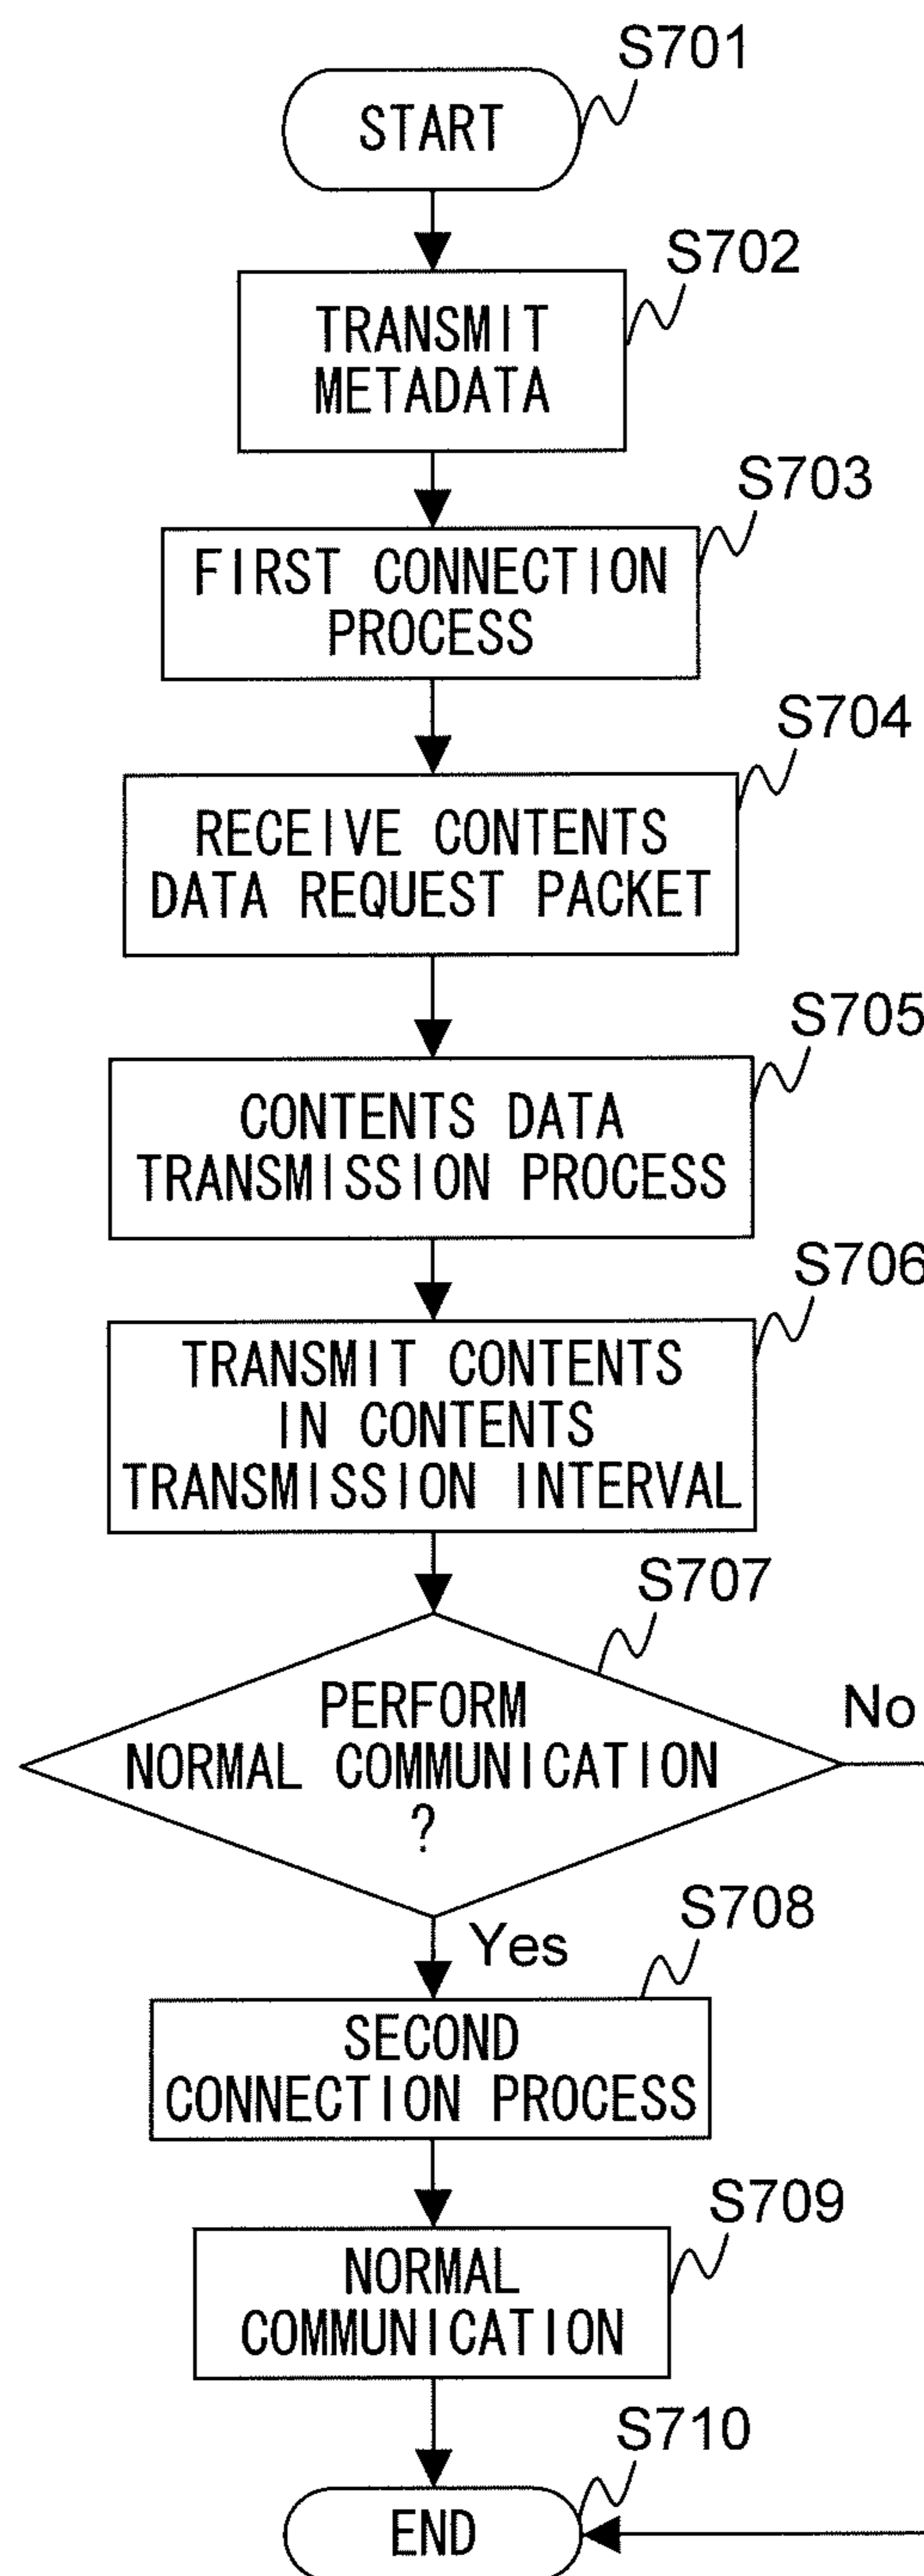 S701
START
S702
TRANSMIT
METADATA
S703
FIRST CONNECTION
PROCESS
S704
RECEIVE CONTENTS
DATA REQUEST PACKET
S705
CONTENTS DATA
TRANSMISSION PROCESS
S706
TRANSMIT CONTENTS
IN CONTENTS
TRANSMISSION INTERVAL
S707
PERFORM
NORMAL COMMUNICATION
?
No
Yes
S708
SECOND
CONNECTION PROCESS
S709
NORMAL
COMMUNICATION
S710
END